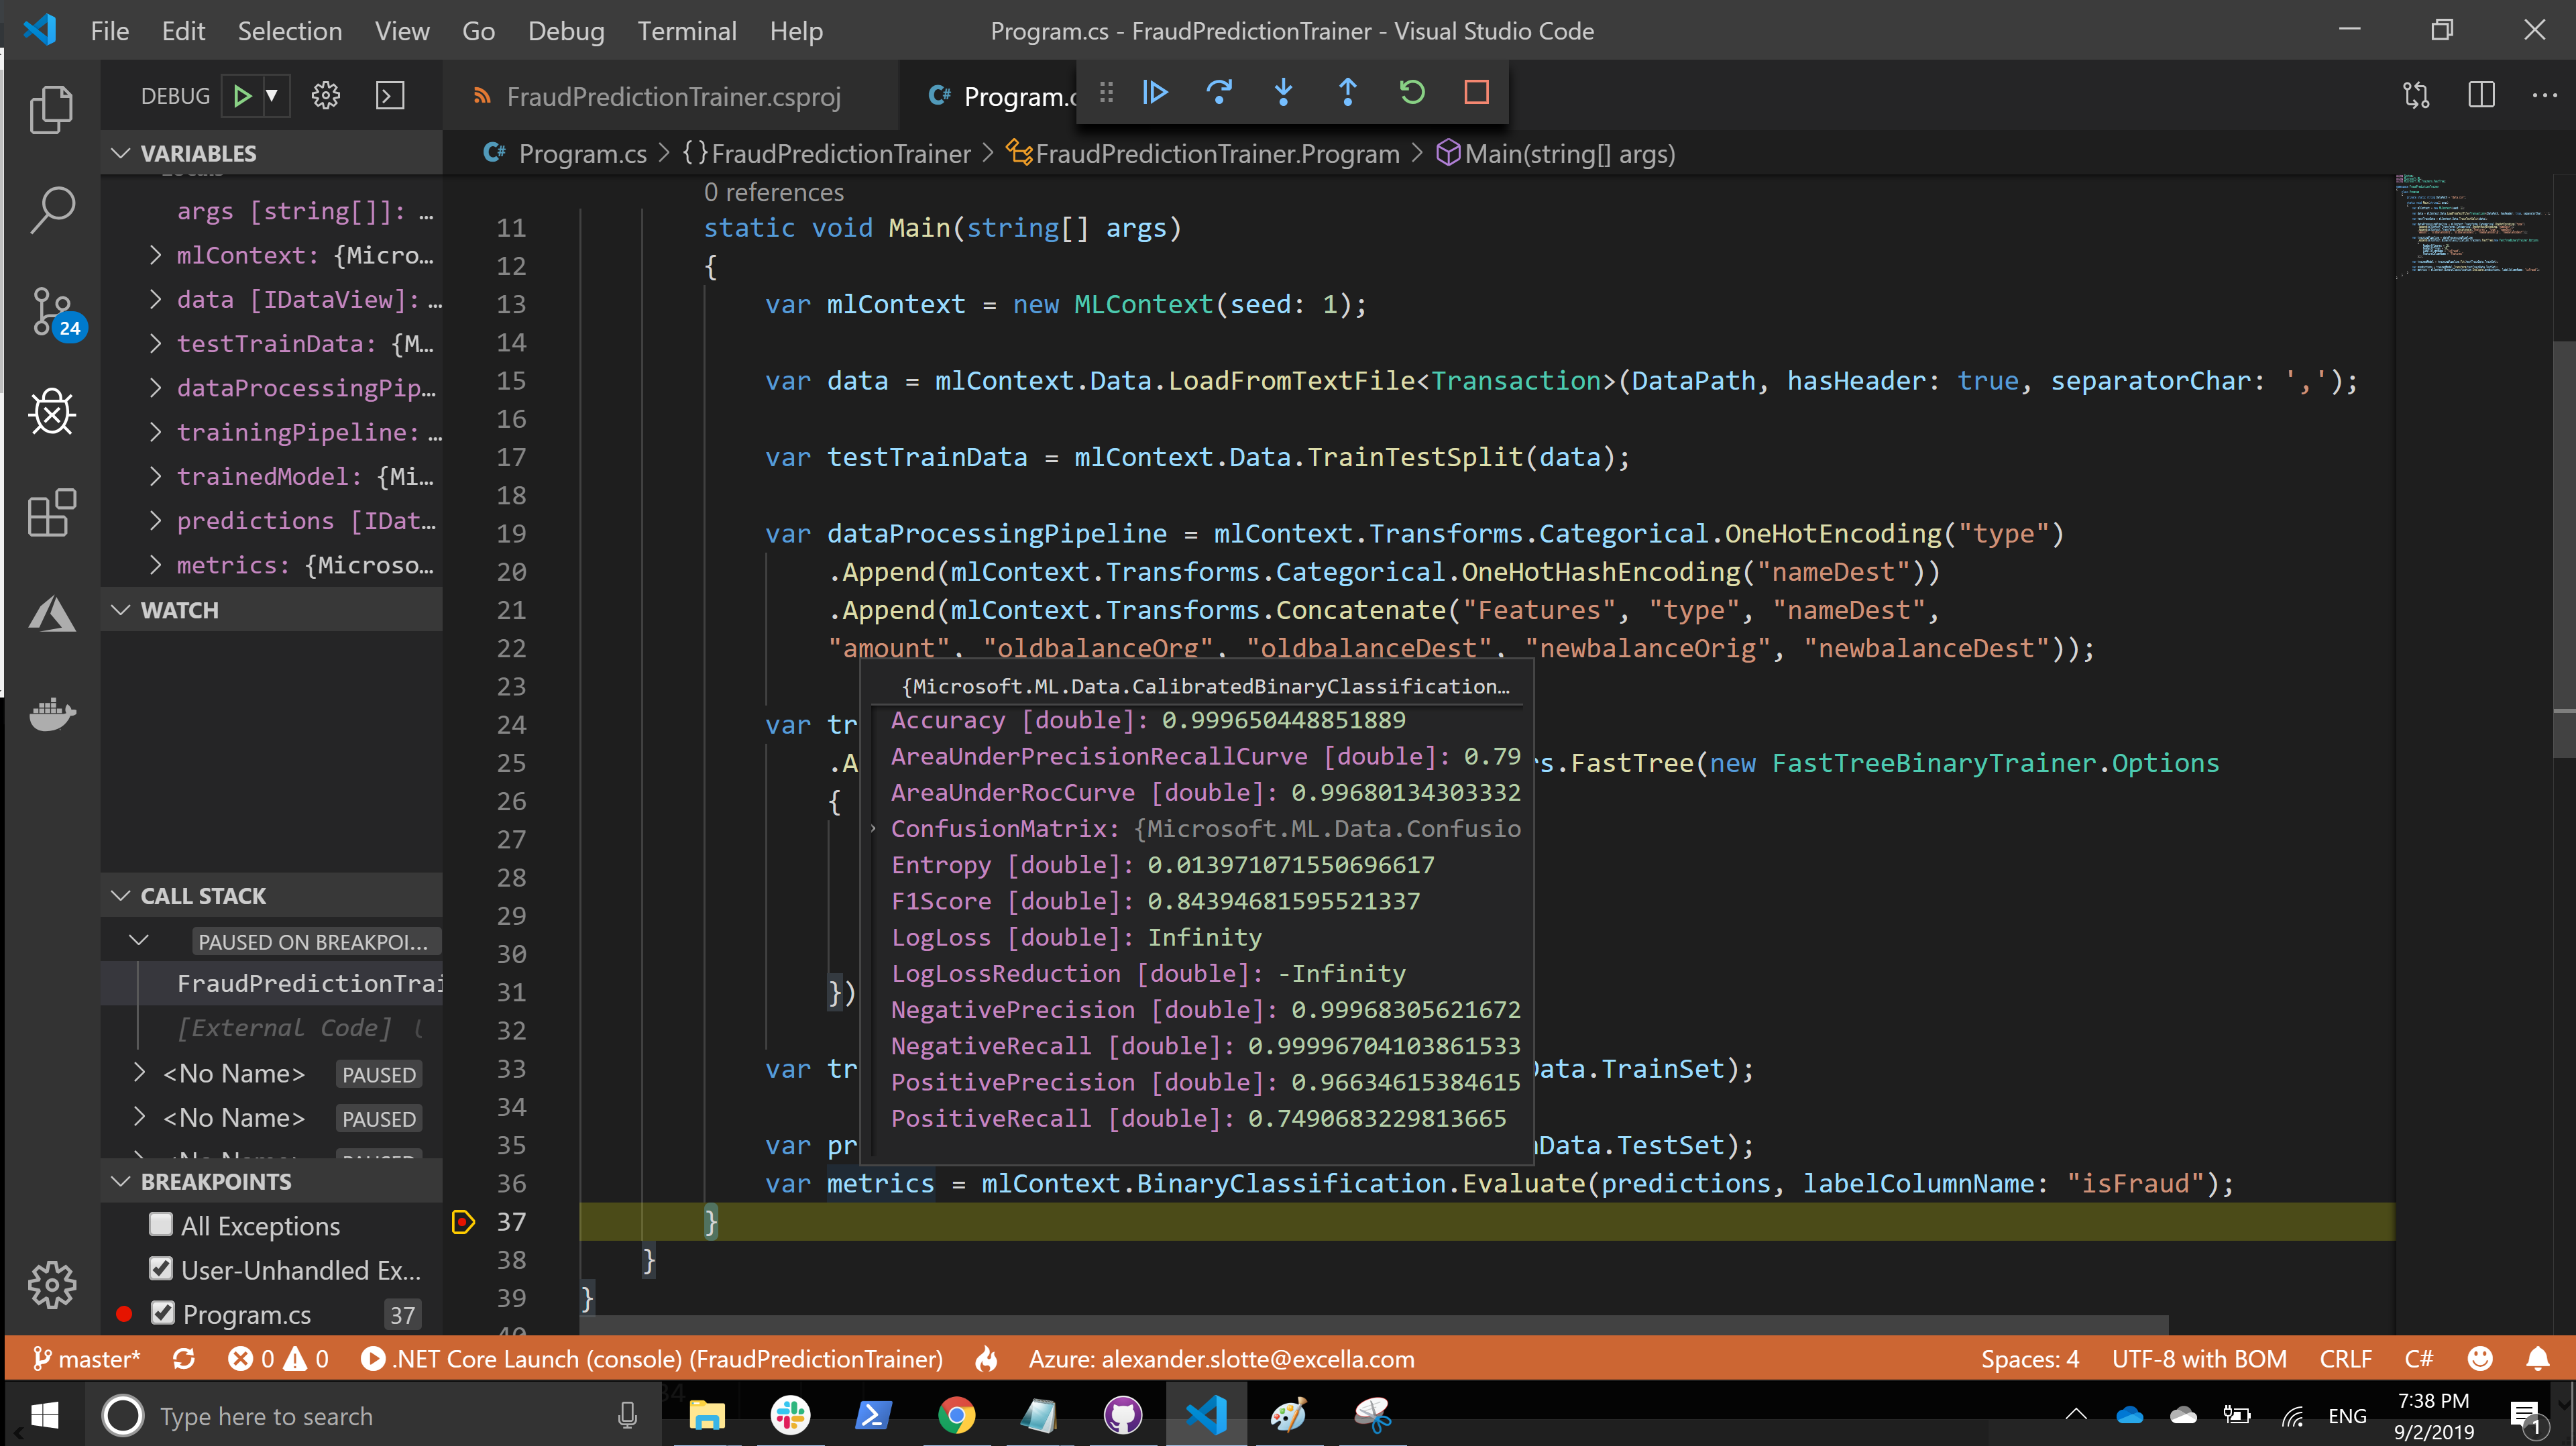 File Edit Selection View Go Debug Terminal Help
Program.cs - FraudPredictionTrainer - Visual Studio Code
DEBUG
FraudPredictionTrainer.csproj
C# Program.c
VARIABLES
C# Program.cs > {} FraudPredictionTrainer > FraudPredictionTrainer.Program > Main(string[] args)
args [string[]]: …
mlContext: {Micro…
data [IDataView]: …
testTrainData: {M…
dataProcessingPip…
trainingPipeline: …
trainedModel: {Mi…
predictions [IDat…
metrics: {Microso…
24
WATCH
CALL STACK
PAUSED ON BREAKPOI…
FraudPredictionTrai
[External Code]
<No Name> PAUSED
<No Name> PAUSED
<No Name> PAUSED
BREAKPOINTS
All Exceptions
User-Unhandled Ex…
Program.cs 37
0 references
11 static void Main(string[] args)
12 {
13 var mlContext = new MLContext(seed: 1);
14
15 var data = mlContext.Data.LoadFromTextFile<Transaction>(DataPath, hasHeader: true, separatorChar: ',');
16
17 var testTrainData = mlContext.Data.TrainTestSplit(data);
18
19 var dataProcessingPipeline = mlContext.Transforms.Categorical.OneHotEncoding("type")
20 .Append(mlContext.Transforms.Categorical.OneHotHashEncoding("nameDest"))
21 .Append(mlContext.Transforms.Concatenate("Features", "type", "nameDest",
22 "amount", "oldbalanceOrg", "oldbalanceDest", "newbalanceOrig", "newbalanceDest"));
23
24 var tr
25 .A s.FastTree(new FastTreeBinaryTrainer.Options
26 {
27
28
29
30
31 })
32
33 var tr Data.TrainSet);
34
35 var pr nData.TestSet);
36 var metrics = mlContext.BinaryClassification.Evaluate(predictions, labelColumnName: "isFraud");
37 }
38 }
39 }
40
{Microsoft.ML.Data.CalibratedBinaryClassification…
Accuracy [double]: 0.999650448851889
AreaUnderPrecisionRecallCurve [double]: 0.79
AreaUnderRocCurve [double]: 0.99680134303332
ConfusionMatrix: {Microsoft.ML.Data.Confusio
Entropy [double]: 0.013971071550696617
F1Score [double]: 0.84394681595521337
LogLoss [double]: Infinity
LogLossReduction [double]: -Infinity
NegativePrecision [double]: 0.99968305621672
NegativeRecall [double]: 0.99996704103861533
PositivePrecision [double]: 0.96634615384615
PositiveRecall [double]: 0.7490683229813665
master* 0 0 .NET Core Launch (console) (FraudPredictionTrainer) Azure: alexander.slotte@excella.com Spaces: 4 UTF-8 with BOM CRLF C#
Type here to search
ENG
7:38 PM
9/2/2019
1